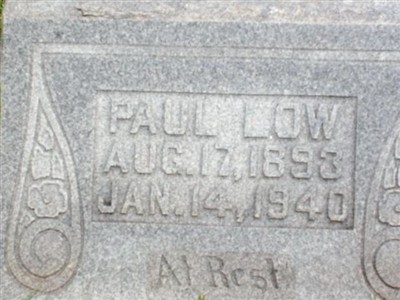 PAUL LOW
AUG. 17, 1893
JAN. 14, 1940
At Rest